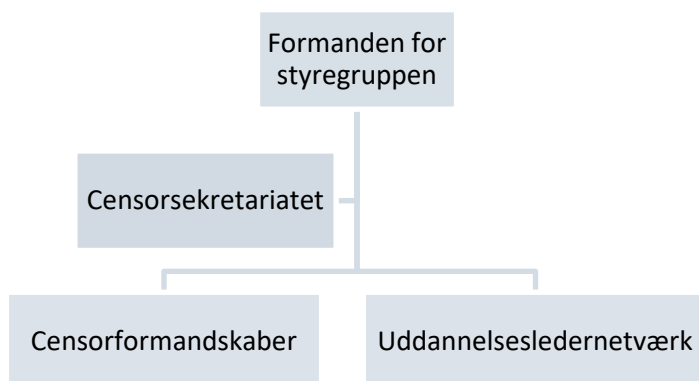 Formanden for
styregruppen
Censorsekretariatet
Censorformandskaber
Uddannelsesledernetværk